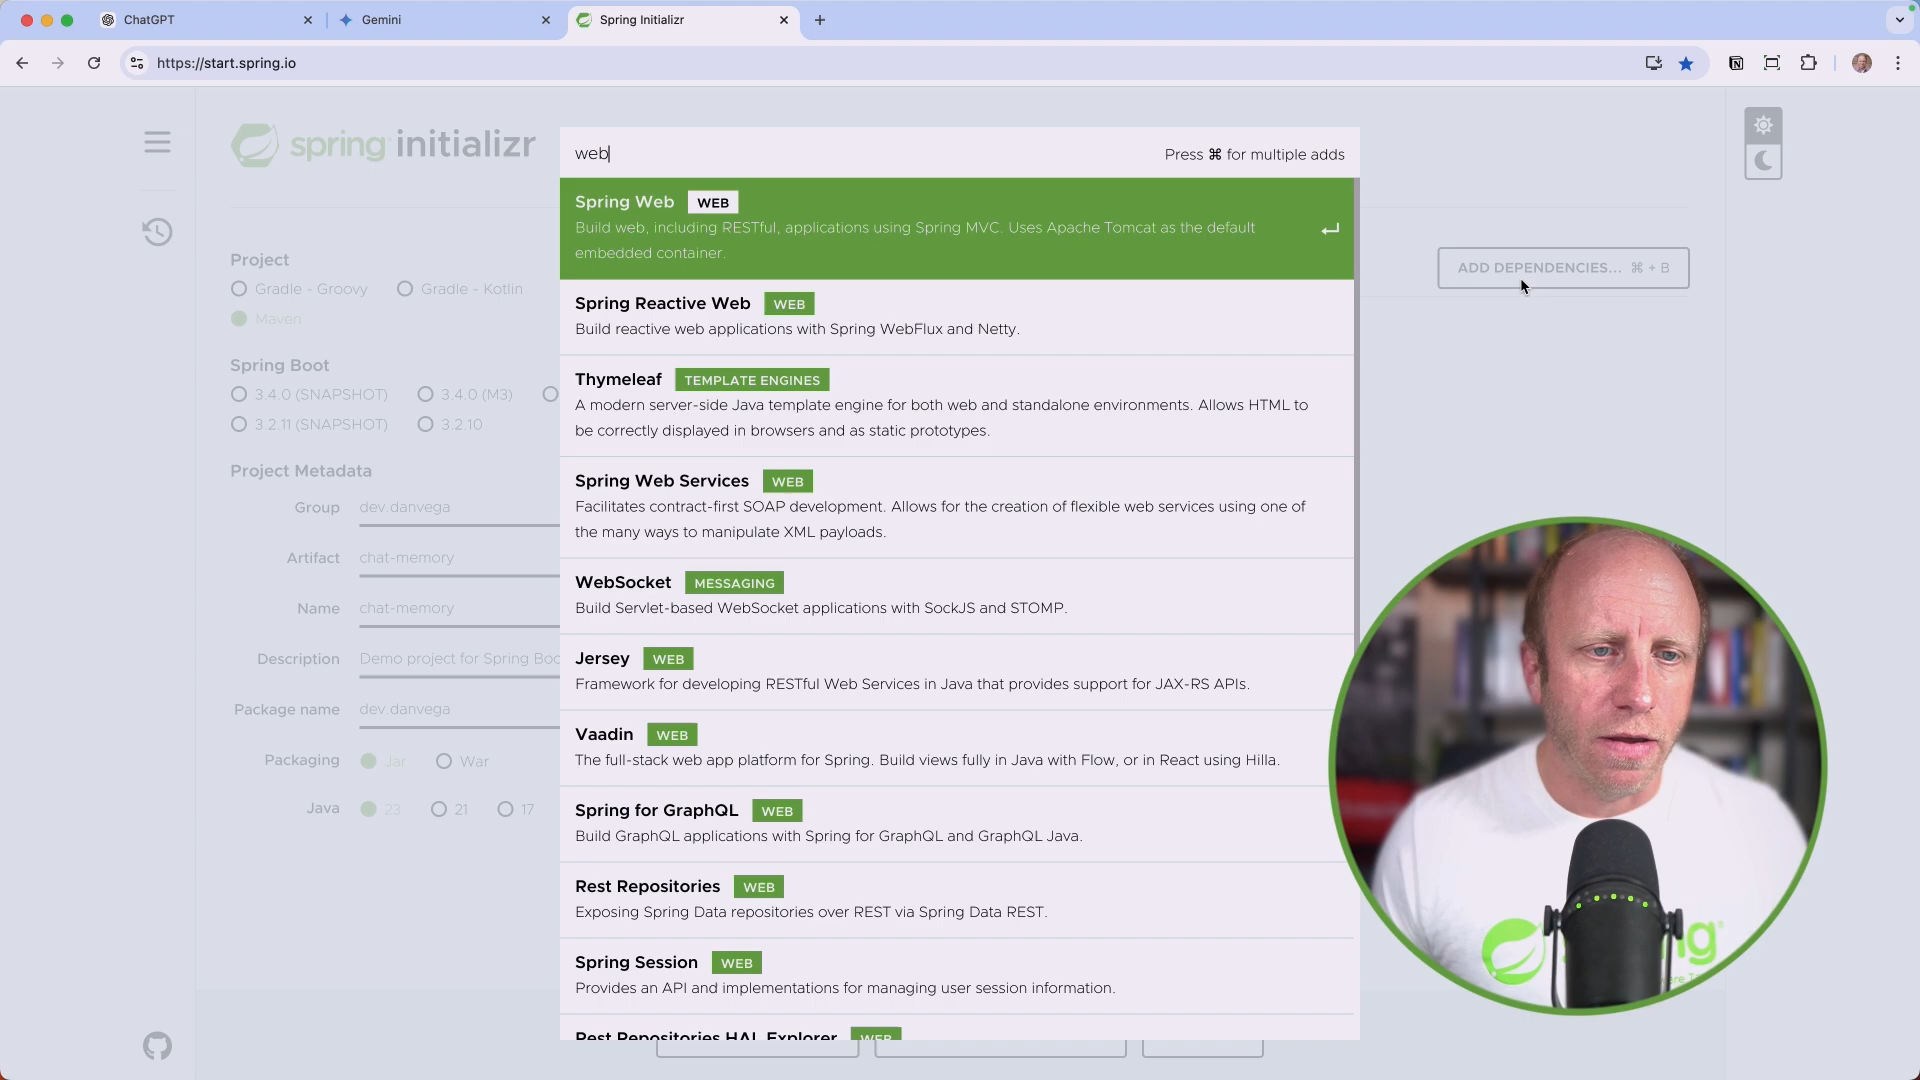 ChatGPT
Gemini
Spring Initializr
https://start.spring.io
spring initializr
web
Press ⌘ for multiple adds
Spring Web WEB
Build web, including RESTful, applications using Spring MVC. Uses Apache Tomcat as the default
embedded container.
Spring Reactive Web WEB
Build reactive web applications with Spring WebFlux and Netty.
Thymeleaf TEMPLATE ENGINES
A modern server-side Java template engine for both web and standalone environments. Allows HTML to
be correctly displayed in browsers and as static prototypes.
Spring Web Services WEB
Facilitates contract-first SOAP development. Allows for the creation of flexible web services using one of
the many ways to manipulate XML payloads.
WebSocket MESSAGING
Build Servlet-based WebSocket applications with SockJS and STOMP.
Jersey WEB
Framework for developing RESTful Web Services in Java that provides support for JAX-RS APIs.
Vaadin WEB
The full-stack web app platform for Spring. Build views fully in Java with Flow, or in React using Hilla.
Spring for GraphQL WEB
Build GraphQL applications with Spring for GraphQL and GraphQL Java.
Rest Repositories WEB
Exposing Spring Data repositories over REST via Spring Data REST.
Spring Session WEB
Provides an API and implementations for managing user session information.
Rest Repositories HAL Explorer WEB
Project
Gradle - Groovy Gradle - Kotlin
Maven
Spring Boot
3.4.0 (SNAPSHOT) 3.4.0 (M3)
3.2.11 (SNAPSHOT) 3.2.10
Project Metadata
Group dev.danvega
Artifact chat-memory
Name chat-memory
Description Demo project for Spring Boo
Package name dev.danvega
Packaging Jar War
Java 23 21 17
ADD DEPENDENCIES... ⌘ + B